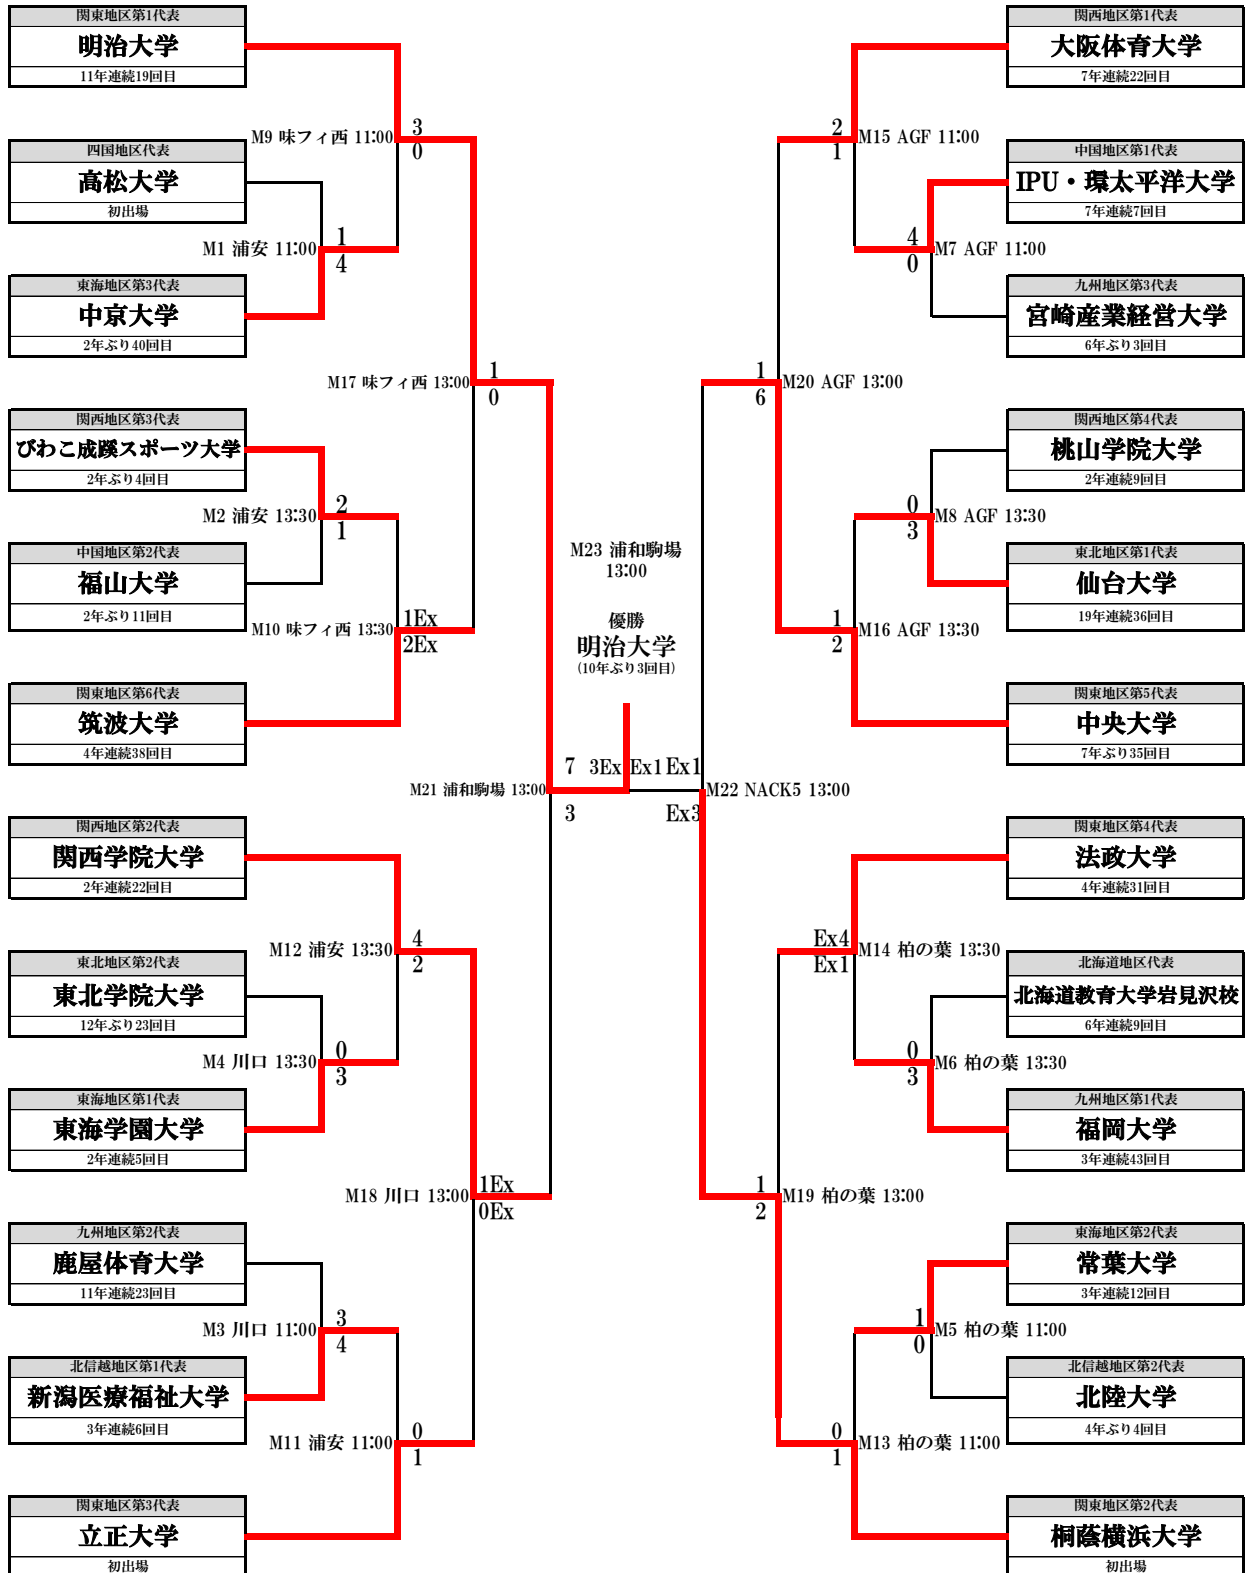 関東地区第1代表
明治大学
11年連続19回目
M9 味フィ西 11:00
3
0
四国地区代表
高松大学
初出場
M1 浦安 11:00
1
4
東海地区第3代表
中京大学
2年ぶり40回目
M17 味フィ西 13:00
1
0
関西地区第3代表
びわこ成蹊スポーツ大学
2年ぶり4回目
M2 浦安 13:30
2
1
中国地区第2代表
福山大学
2年ぶり11回目
M10 味フィ西 13:30
1Ex
2Ex
関東地区第6代表
筑波大学
4年連続38回目
M21 浦和駒場 13:00
7
3
関西地区第2代表
関西学院大学
2年連続22回目
M12 浦安 13:30
4
2
東北地区第2代表
東北学院大学
12年ぶり23回目
M4 川口 13:30
0
3
東海地区第1代表
東海学園大学
2年連続5回目
M18 川口 13:00
1Ex
0Ex
九州地区第2代表
鹿屋体育大学
11年連続23回目
M3 川口 11:00
3
4
北信越地区第1代表
新潟医療福祉大学
3年連続6回目
M11 浦安 11:00
0
1
関東地区第3代表
立正大学
初出場
M23 浦和駒場
13:00
優勝
明治大学
(10年ぶり3回目)
3Ex
Ex1
関西地区第1代表
大阪体育大学
7年連続22回目
2
1
M15 AGF 11:00
中国地区第1代表
IPU・環太平洋大学
7年連続7回目
4
0
M7 AGF 11:00
九州地区第3代表
宮崎産業経営大学
6年ぶり3回目
1
6
M20 AGF 13:00
関西地区第4代表
桃山学院大学
2年連続9回目
0
3
M8 AGF 13:30
東北地区第1代表
仙台大学
19年連続36回目
1
2
M16 AGF 13:30
関東地区第5代表
中央大学
7年ぶり35回目
Ex1
Ex3
M22 NACK5 13:00
関東地区第4代表
法政大学
4年連続31回目
Ex4
Ex1
M14 柏の葉 13:30
北海道地区代表
北海道教育大学岩見沢校
6年連続9回目
0
3
M6 柏の葉 13:30
九州地区第1代表
福岡大学
3年連続43回目
1
2
M19 柏の葉 13:00
東海地区第2代表
常葉大学
3年連続12回目
1
0
M5 柏の葉 11:00
北信越地区第2代表
北陸大学
4年ぶり4回目
0
1
M13 柏の葉 11:00
関東地区第2代表
桐蔭横浜大学
初出場